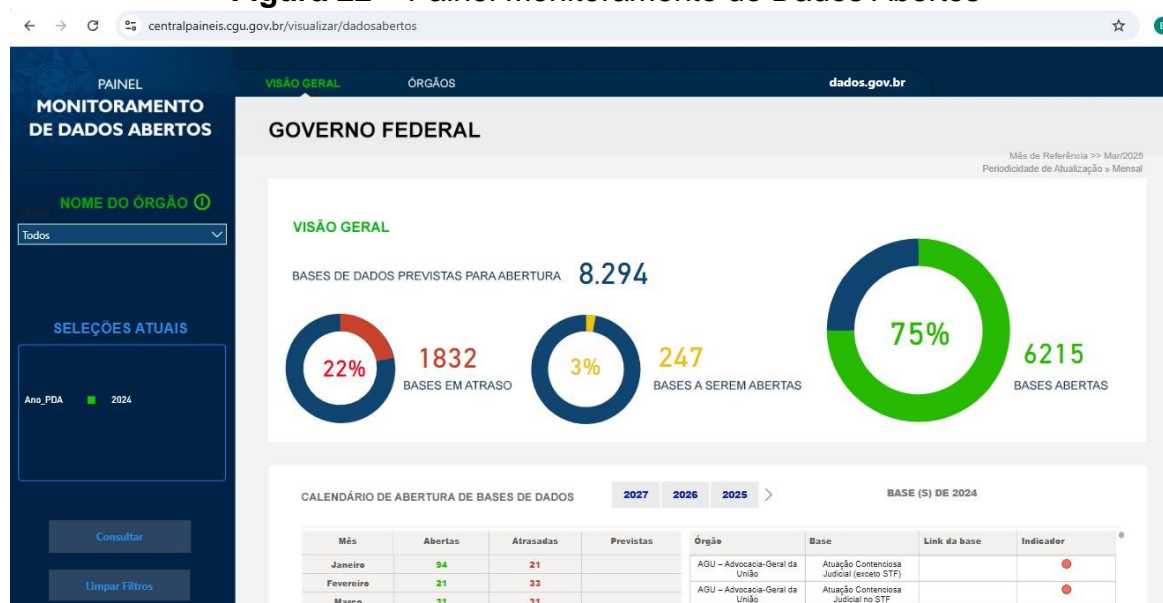 Figura 22 – Painel Monitoramento de Dados Abertos
centralpaineis.cgu.gov.br/visualizar/dadosabertos
PAINEL
MONITORAMENTO
DE DADOS ABERTOS
VISÃO GERAL
ÓRGÃOS
dados.gov.br
GOVERNO FEDERAL
Mês de Referência >> Mar/2025
Periodicidade de Atualização » Mensal
NOME DO ÓRGÃO
Todos
SELEÇÕES ATUAIS
Ano_PDA 2024
Consultar
Limpar Filtros
VISÃO GERAL
BASES DE DADOS PREVISTAS PARA ABERTURA 8.294
22%
1832
BASES EM ATRASO
3%
247
BASES A SEREM ABERTAS
75%
6215
BASES ABERTAS
CALENDÁRIO DE ABERTURA DE BASES DE DADOS
2027 2026 2025
BASE (S) DE 2024
Mês Abertas Atrasadas Previstas
Janeiro 94 21
Fevereiro 21 33
Março 31 31
Órgão Base Link da base Indicador
AGU – Advocacia-Geral da União
Atuação Contenciosa Judicial (exceto STF)
AGU – Advocacia-Geral da União
Atuação Contenciosa Judicial no STF